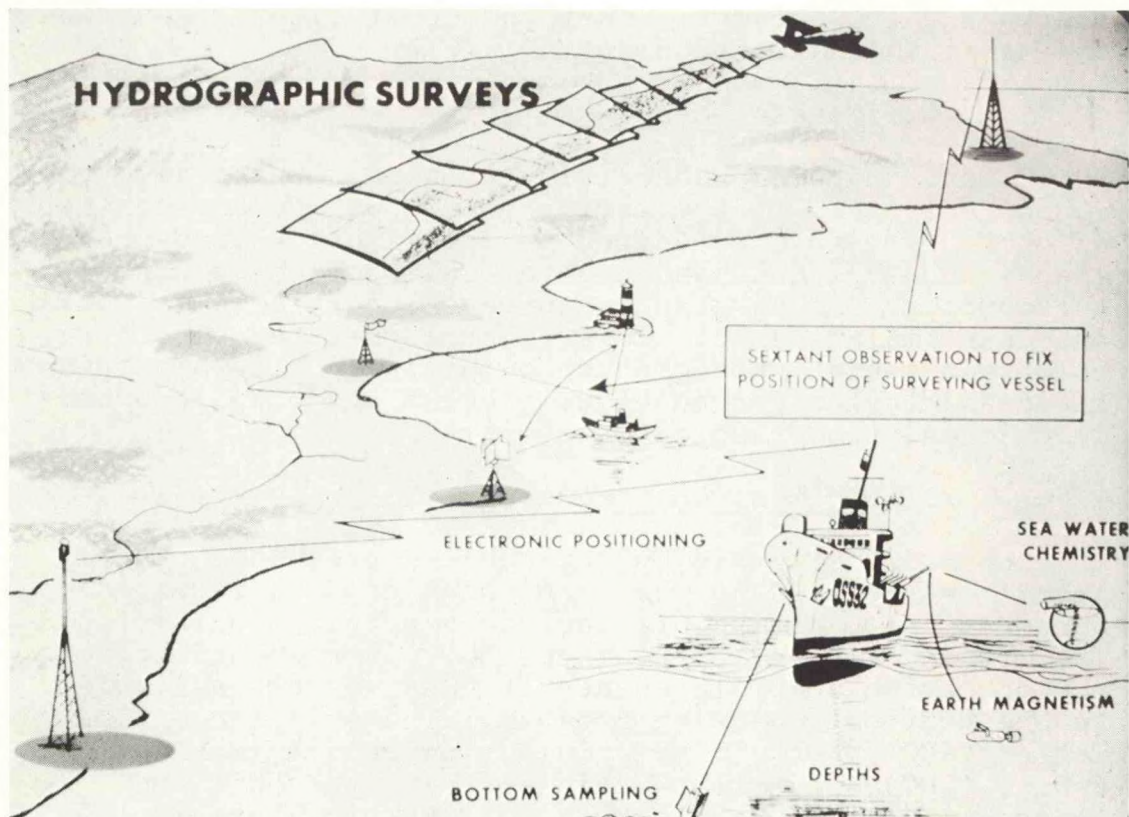 HYDROGRAPHIC SURVEYS
SEXTANT OBSERVATION TO FIX
POSITION OF SURVEYING VESSEL
ELECTRONIC POSITIONING
SEA WATER
CHEMISTRY
OSS32
EARTH MAGNETISM
DEPTHS
BOTTOM SAMPLING